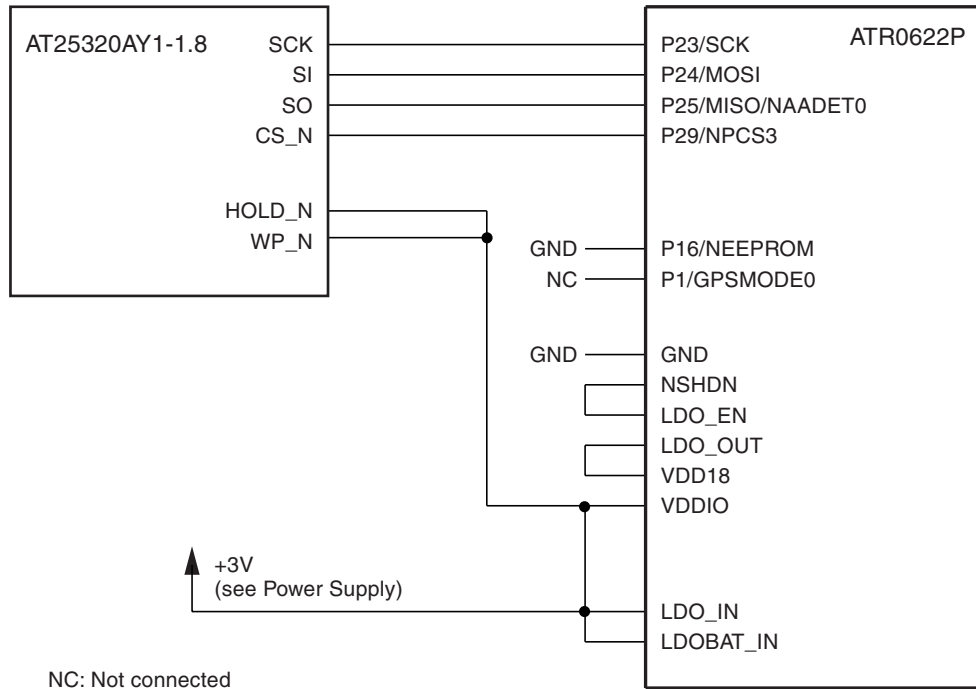 AT25320AY1-1.8
SCK
SI
SO
CS_N
HOLD_N
WP_N
ATR0622P
P23/SCK
P24/MOSI
P25/MISO/NAADET0
P29/NPCS3
GND
P16/NEEPROM
NC
P1/GPSMODE0
GND
GND
NSHDN
LDO_EN
LDO_OUT
VDD18
VDDIO
+3V
(see Power Supply)
LDO_IN
LDOBAT_IN
NC: Not connected